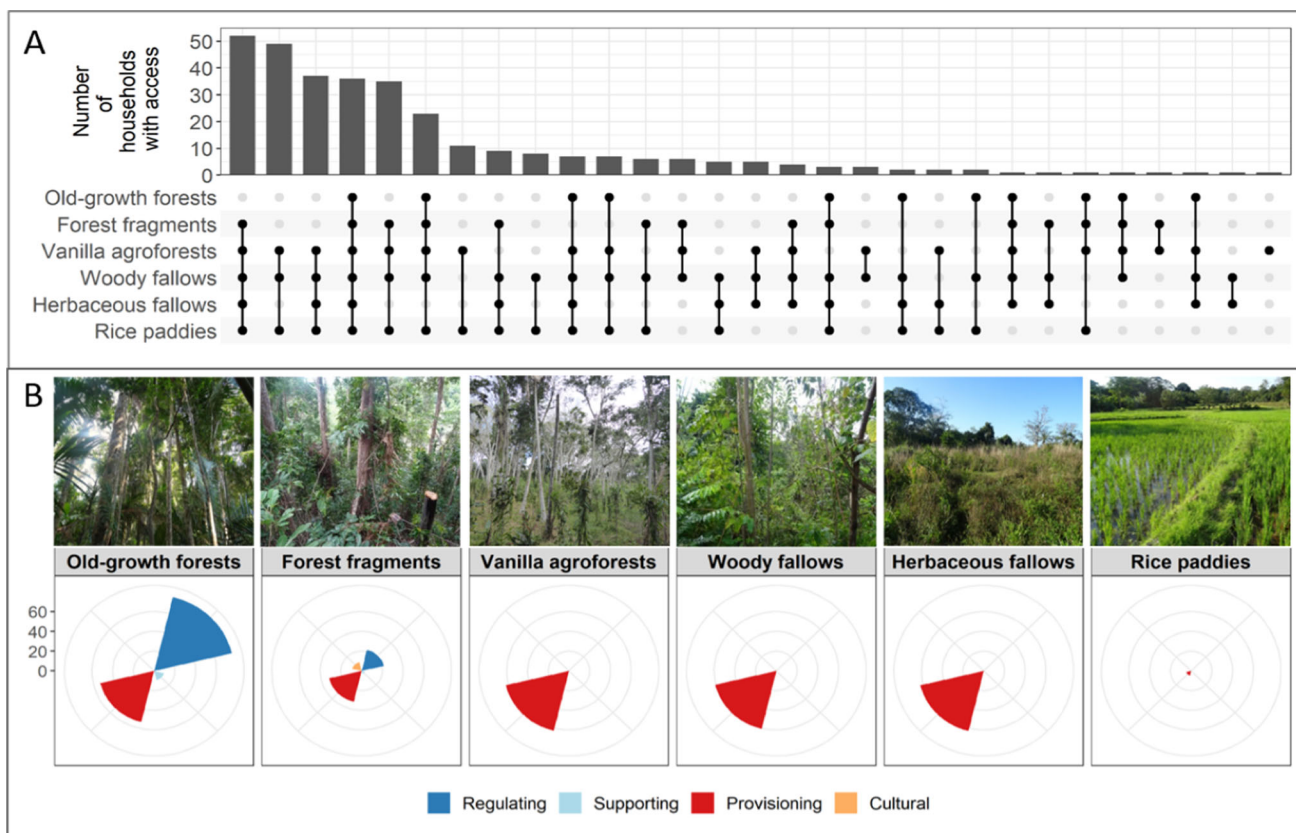 A
Number
of
households
with access
50
40
30
20
10
0
Old-growth forests
Forest fragments
Vanilla agroforests
Woody fallows
Herbaceous fallows
Rice paddies
B
Old-growth forests
Forest fragments
Vanilla agroforests
Woody fallows
Herbaceous fallows
Rice paddies
60
40
20
0
Regulating
Supporting
Provisioning
Cultural